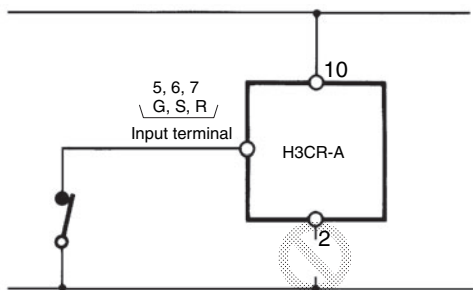 10
5, 6, 7
G, S, R
Input terminal
H3CR-A
2